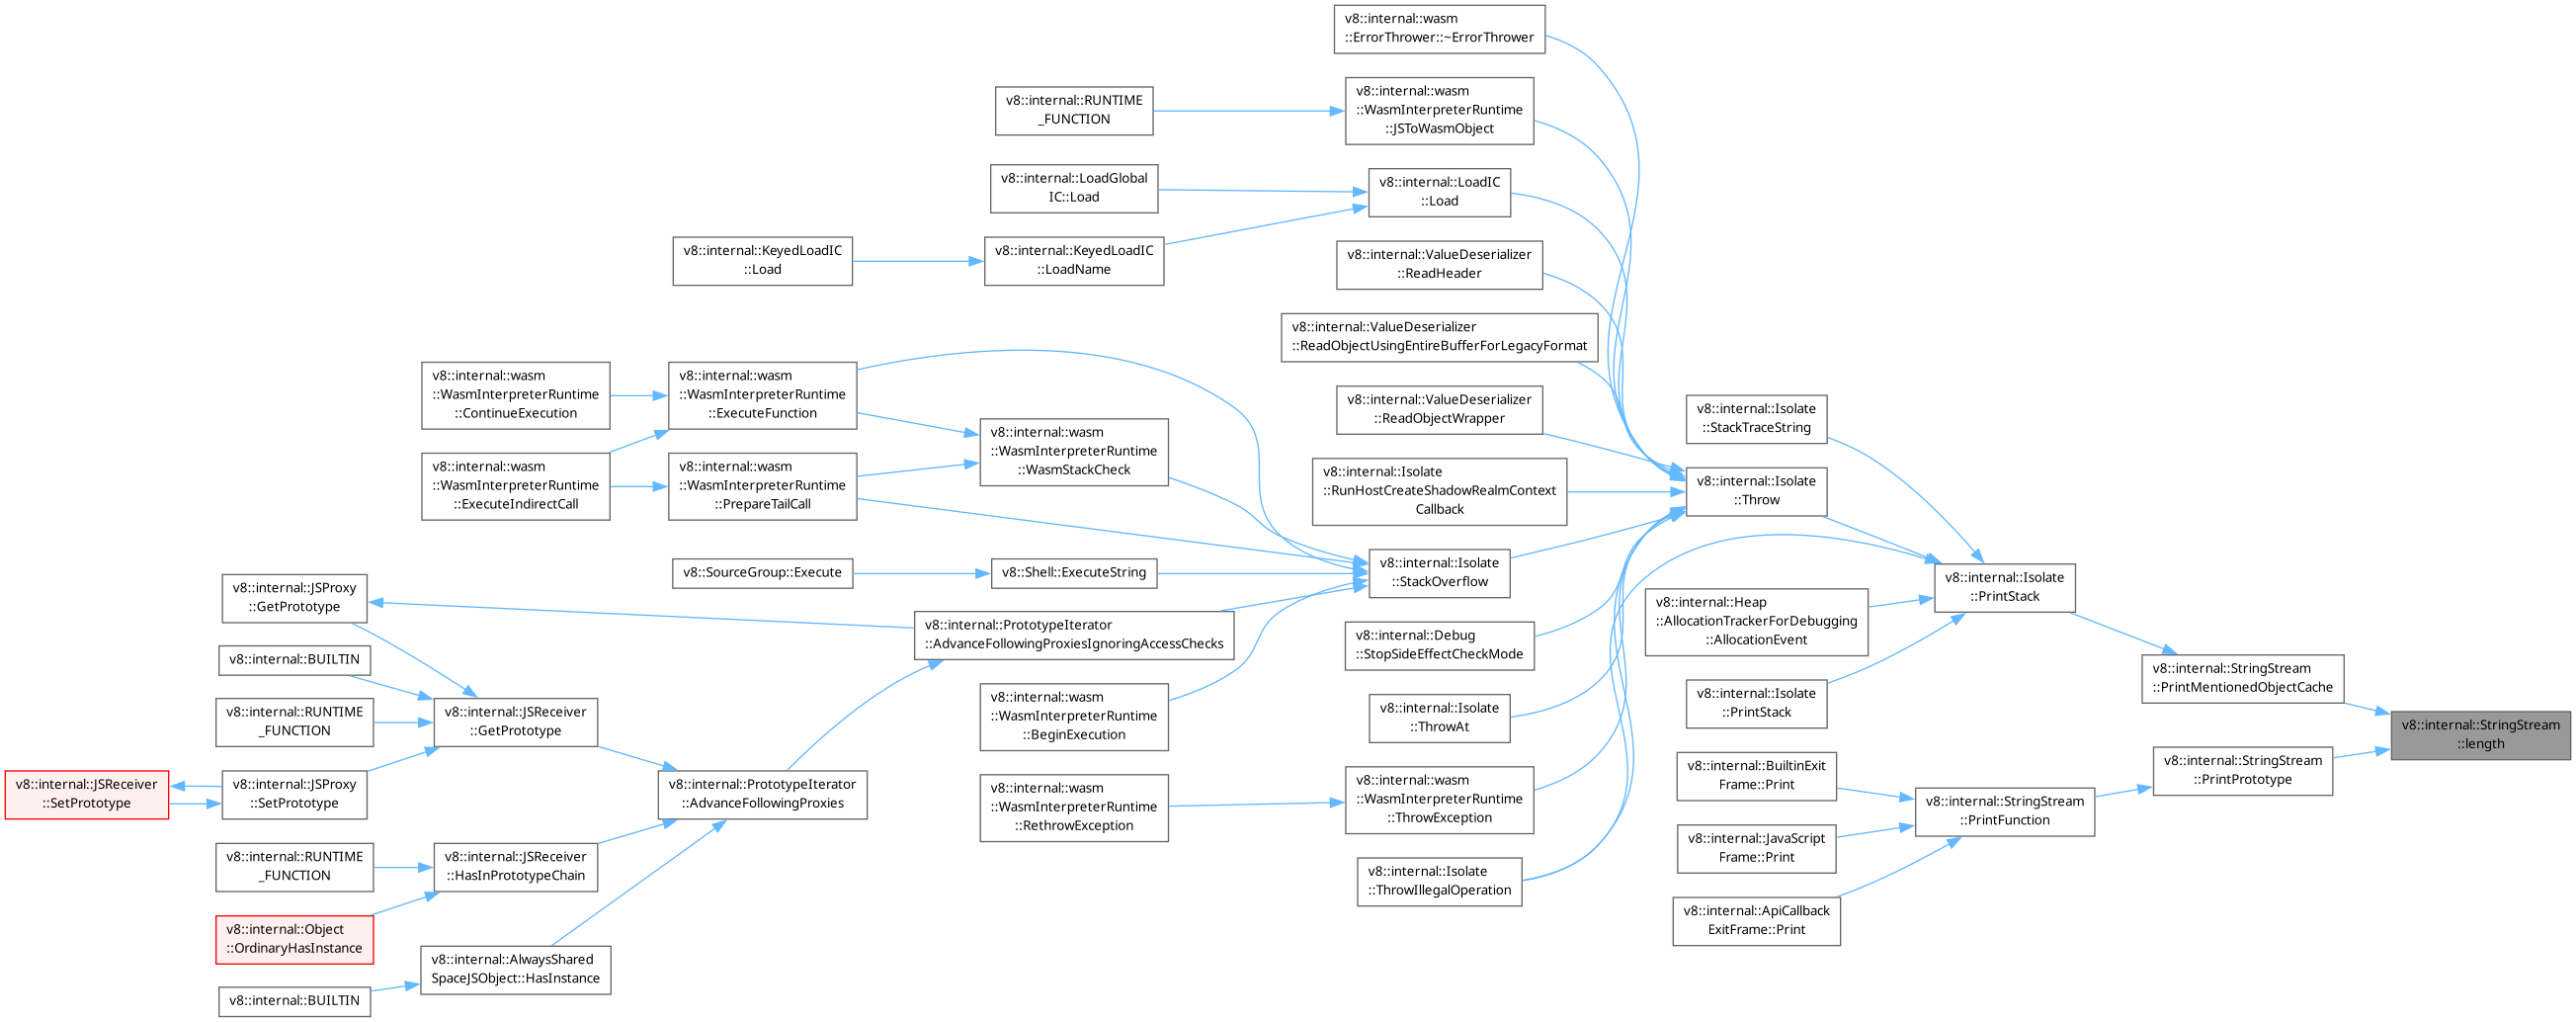 v8::internal::wasm
::ErrorThrower::~ErrorThrower
v8::internal::RUNTIME
_FUNCTION
v8::internal::wasm
::WasmInterpreterRuntime
::JSToWasmObject
v8::internal::LoadGlobal
IC::Load
v8::internal::LoadIC
::Load
v8::internal::KeyedLoadIC
::Load
v8::internal::KeyedLoadIC
::LoadName
v8::internal::ValueDeserializer
::ReadHeader
v8::internal::ValueDeserializer
::ReadObjectUsingEntireBufferForLegacyFormat
v8::internal::wasm
::WasmInterpreterRuntime
::ContinueExecution
v8::internal::wasm
::WasmInterpreterRuntime
::ExecuteFunction
v8::internal::ValueDeserializer
::ReadObjectWrapper
v8::internal::Isolate
::StackTraceString
v8::internal::wasm
::WasmInterpreterRuntime
::WasmStackCheck
v8::internal::wasm
::WasmInterpreterRuntime
::ExecuteIndirectCall
v8::internal::wasm
::WasmInterpreterRuntime
::PrepareTailCall
v8::internal::Isolate
::RunHostCreateShadowRealmContext
Callback
v8::internal::Isolate
::Throw
v8::SourceGroup::Execute
v8::Shell::ExecuteString
v8::internal::Isolate
::StackOverflow
v8::internal::Isolate
::PrintStack
v8::internal::JSProxy
::GetPrototype
v8::internal::PrototypeIterator
::AdvanceFollowingProxiesIgnoringAccessChecks
v8::internal::Debug
::StopSideEffectCheckMode
v8::internal::Heap
::AllocationTrackerForDebugging
::AllocationEvent
v8::internal::BUILTIN
v8::internal::StringStream
::PrintMentionedObjectCache
v8::internal::RUNTIME
_FUNCTION
v8::internal::JSReceiver
::GetPrototype
v8::internal::wasm
::WasmInterpreterRuntime
::BeginExecution
v8::internal::Isolate
::ThrowAt
v8::internal::Isolate
::PrintStack
v8::internal::StringStream
::length
v8::internal::JSReceiver
::SetPrototype
v8::internal::JSProxy
::SetPrototype
v8::internal::PrototypeIterator
::AdvanceFollowingProxies
v8::internal::wasm
::WasmInterpreterRuntime
::RethrowException
v8::internal::wasm
::WasmInterpreterRuntime
::ThrowException
v8::internal::BuiltinExit
Frame::Print
v8::internal::StringStream
::PrintPrototype
v8::internal::StringStream
::PrintFunction
v8::internal::JavaScript
Frame::Print
v8::internal::RUNTIME
_FUNCTION
v8::internal::JSReceiver
::HasInPrototypeChain
v8::internal::Isolate
::ThrowIllegalOperation
v8::internal::ApiCallback
ExitFrame::Print
v8::internal::Object
::OrdinaryHasInstance
v8::internal::AlwaysShared
SpaceJSObject::HasInstance
v8::internal::BUILTIN